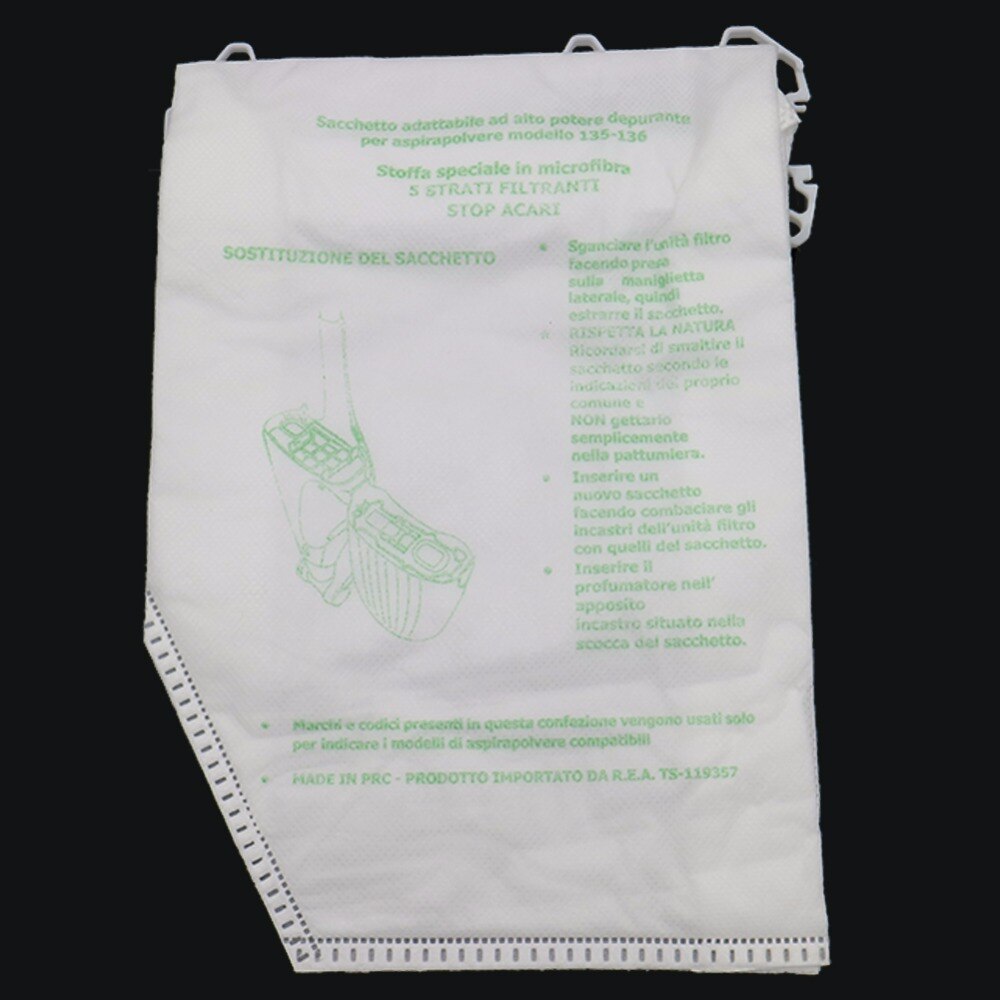 Sacchetto adattabile ad alto potere depurante
per aspirapolvere modello 135-136
Stoffa speciale in microfibra
5 STRATI FILTRANTI
STOP ACARI
SOSTITUZIONE DEL SACCHETTO
• Sganciare l'unità filtro
facendo presa
sulla maniglietta
laterale, quindi
estrarre il sacchetto.
• RISPETTA LA NATURA
Ricordarsi di smaltire il
sacchetto secondo le
indicazioni del proprio
comune e
NON gettarlo
semplicemente
nella pattumiera.
• Inserire un
nuovo sacchetto
facendo combaciare gli
incastri dell'unità filtro
con quelli del sacchetto.
• Inserire il
profumatore nell'
apposito
incastro situato nella
scocca del sacchetto.
• Marchi e codici presenti in questa confezione vengono usati solo
per indicare i modelli di aspirapolvere compatibili
• MADE IN PRC - PRODOTTO IMPORTATO DA R.E.A. TS-119357